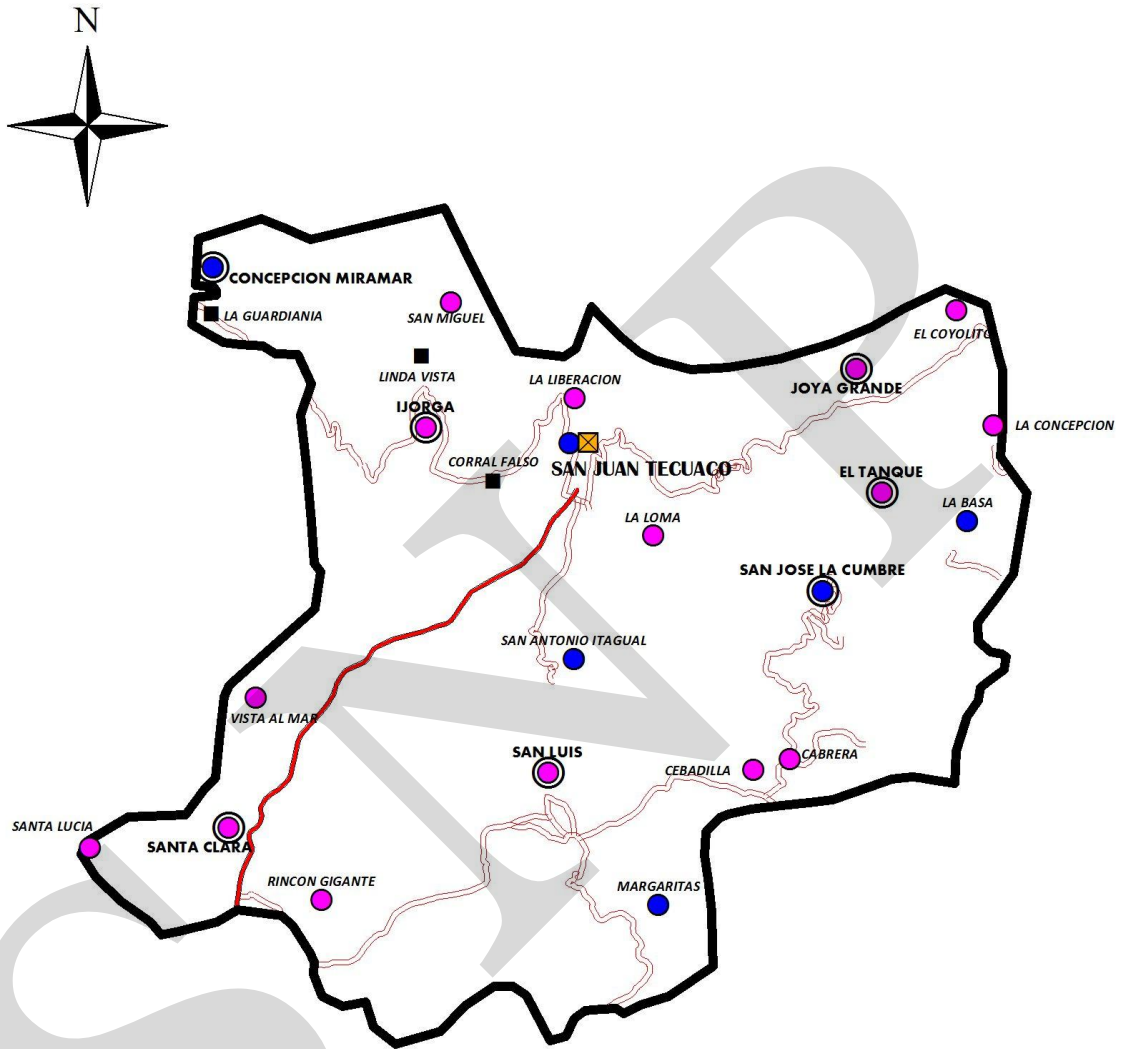 N
CONCEPCION MIRAMAR
LA GUARDIANIA
SAN MIGUEL
EL COYOLITO
LINDA VISTA
LA LIBERACION
JOYA GRANDE
IJORGA
LA CONCEPCION
CORRAL FALSO
SAN JUAN TECUACO
EL TANQUE
LA BASA
LA LOMA
SAN JOSE LA CUMBRE
SAN ANTONIO ITAGUAL
VISTA AL MAR
SAN LUIS
CABRERA
CEBADILLA
SANTA LUCIA
SANTA CLARA
RINCON GIGANTE
MARGARITAS
SNIP